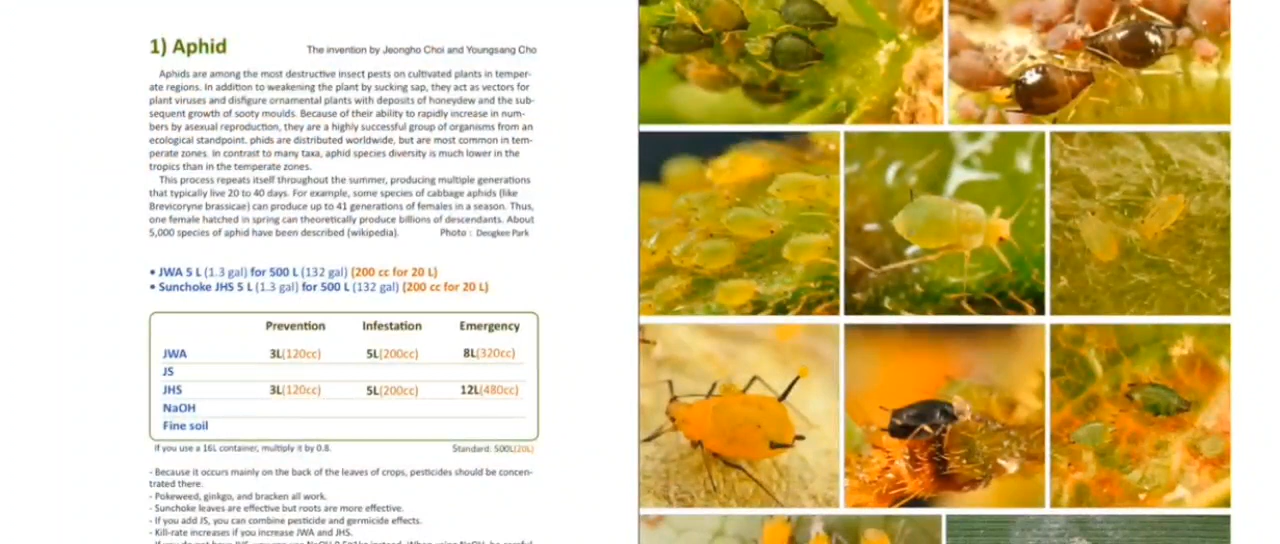 1) Aphid
The invention by Jeongho Choi and Youngsang Cho
Aphids are among the most destructive insect pests on cultivated plants in temper-
ate regions. In addition to weakening the plant by sucking sap, they act as vectors for
plant viruses and disfigure ornamental plants with deposits of honeydew and the sub-
sequent growth of sooty moulds. Because of their ability to rapidly increase in num-
bers by asexual reproduction, they are a highly successful group of organisms from an
ecological standpoint. phids are distributed worldwide, but are most common in tem-
perate zones. In contrast to many taxa, aphid species diversity is much lower in the
tropics than in the temperate zones.
This process repeats itself throughout the summer, producing multiple generations
that typically live 20 to 40 days. For example, some species of cabbage aphids (like
Brevicoryne brassicae) can produce up to 41 generations of females in a season. Thus,
one female hatched in spring can theoretically produce billions of descendants. About
5,000 species of aphid have been described (wikipedia). Photo : Deogkee Park
• JWA 5 L (1.3 gal) for 500 L (132 gal) (200 cc for 20 L)
• Sunchoke JHS 5 L (1.3 gal) for 500 L (132 gal) (200 cc for 20 L)
Prevention Infestation Emergency
JWA 3L(120cc) 5L(200cc) 8L(320cc)
JS
JHS 3L(120cc) 5L(200cc) 12L(480cc)
NaOH
Fine soil
If you use a 16L container, multiply it by 0.8. Standard: 500L(20L)
- Because it occurs mainly on the back of the leaves of crops, pesticides should be concen-
trated there.
- Pokeweed, ginkgo, and bracken all work.
- Sunchoke leaves are effective but roots are more effective.
- If you add JS, you can combine pesticide and germicide effects.
- Kill-rate increases if you increase JWA and JHS.